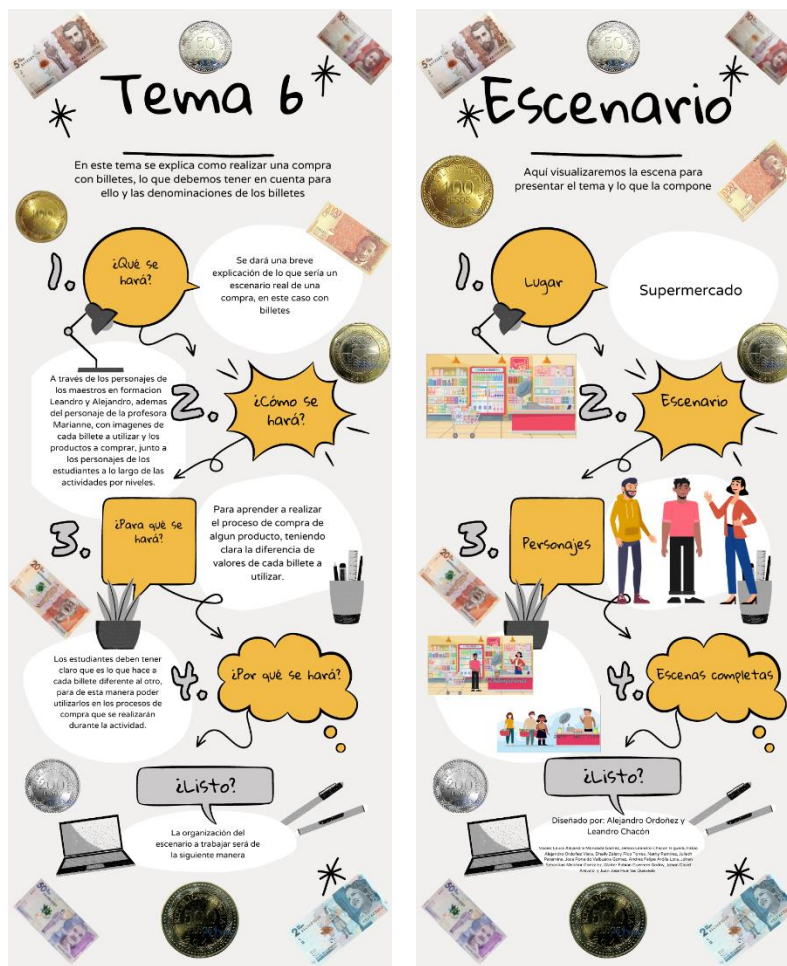 Tema 6
En este tema se explica como realizar una compra
con billetes, lo que debemos tener en cuenta para
ello y las denominaciones de los billetes
1.
¿Qué se
hará?
Se dará una breve
explicación de lo que sería un
escenario real de una
compra, en este caso con
billetes
2.
¿Cómo se
hará?
A través de los personajes de
los maestros en formacion
Leandro y Alejandro, ademas
del personaje de la profesora
Marianne, con imagenes de
cada billete a utilizar y los
productos a comprar, junto a
los personajes de los
estudiantes a lo largo de las
actividades por niveles.
3.
¿Para qué se
hará?
Para aprender a realizar
el proceso de compra de
algun producto, teniendo
clara la diferencia de
valores de cada billete a
utilizar.
4.
¿Por qué se hará?
Los estudiantes deben tener
claro que es lo que hace a
cada billete diferente al otro,
para de esta manera poder
utilizarlos en los procesos de
compra que se realizarán
durante la actividad.
¿Listo?
La organización del
escenario a trabajar será de
la siguiente manera
Escenario
Aquí visualizaremos la escena para
presentar el tema y lo que la compone
1.
Lugar
Supermercado
2.
Escenario
3.
Personajes
4.
Escenas completas
¿Listo?
Diseñado por: Alejandro Ordoñez y
Leandro Chacón